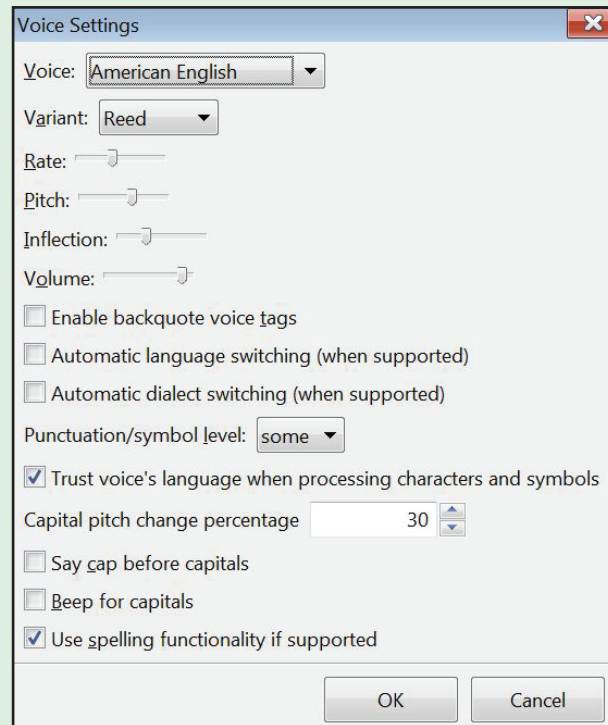 Voice Settings
Voice: American English
Variant: Reed
Rate:
Pitch:
Inflection:
Volume:
Enable backquote voice tags
Automatic language switching (when supported)
Automatic dialect switching (when supported)
Punctuation/symbol level: some
Trust voice's language when processing characters and symbols
Capital pitch change percentage 30
Say cap before capitals
Beep for capitals
Use spelling functionality if supported
OK Cancel